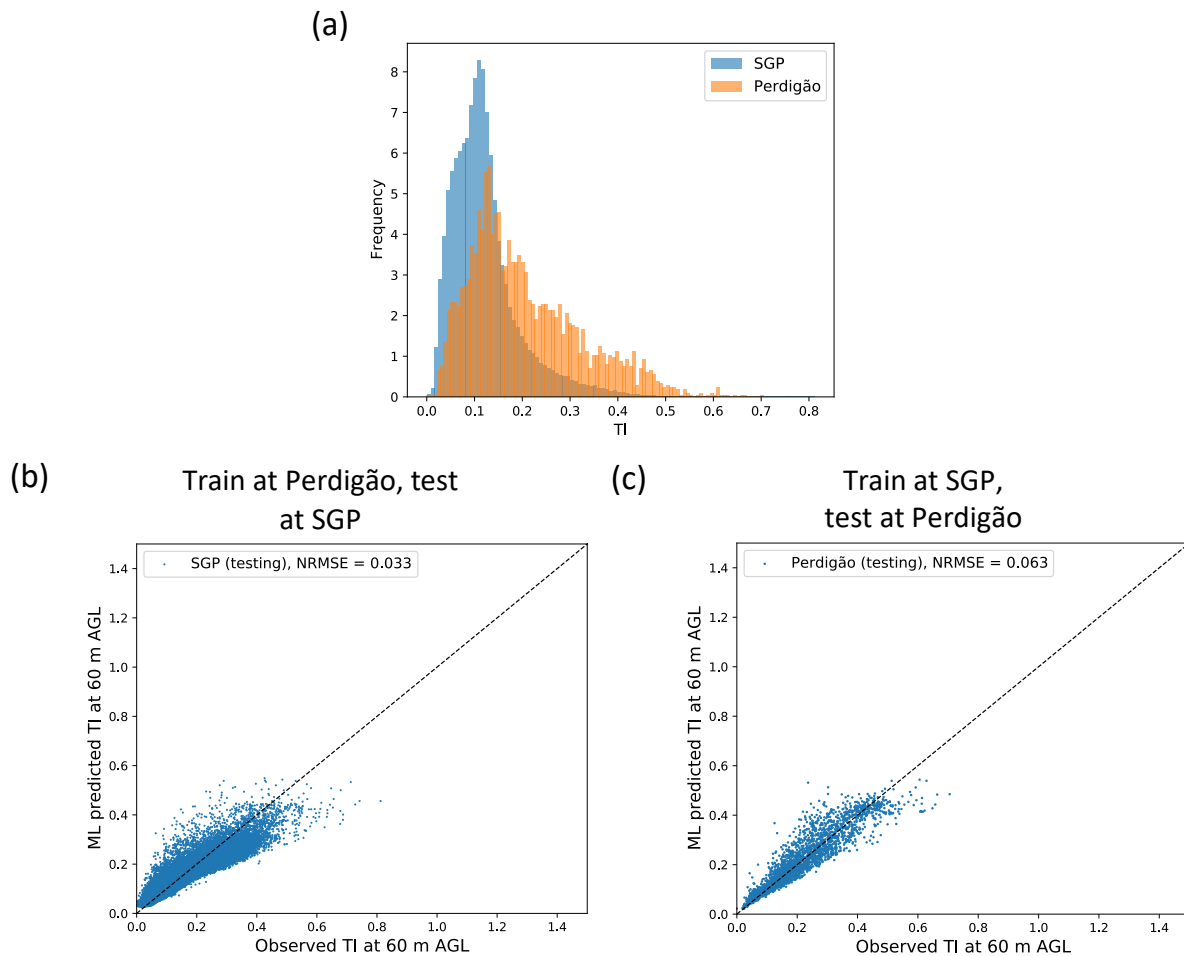 (a)
SGP
Perdigão
Frequency
8
7
6
5
4
3
2
1
0
0.0 0.1 0.2 0.3 0.4 0.5 0.6 0.7 0.8
TI
(b)
Train at Perdigão, test
at SGP
SGP (testing), NRMSE = 0.033
ML predicted TI at 60 m AGL
1.4
1.2
1.0
0.8
0.6
0.4
0.2
0.0
0.0 0.2 0.4 0.6 0.8 1.0 1.2 1.4
Observed TI at 60 m AGL
(c)
Train at SGP,
test at Perdigão
Perdigão (testing), NRMSE = 0.063
ML predicted TI at 60 m AGL
1.4
1.2
1.0
0.8
0.6
0.4
0.2
0.0
0.0 0.2 0.4 0.6 0.8 1.0 1.2 1.4
Observed TI at 60 m AGL